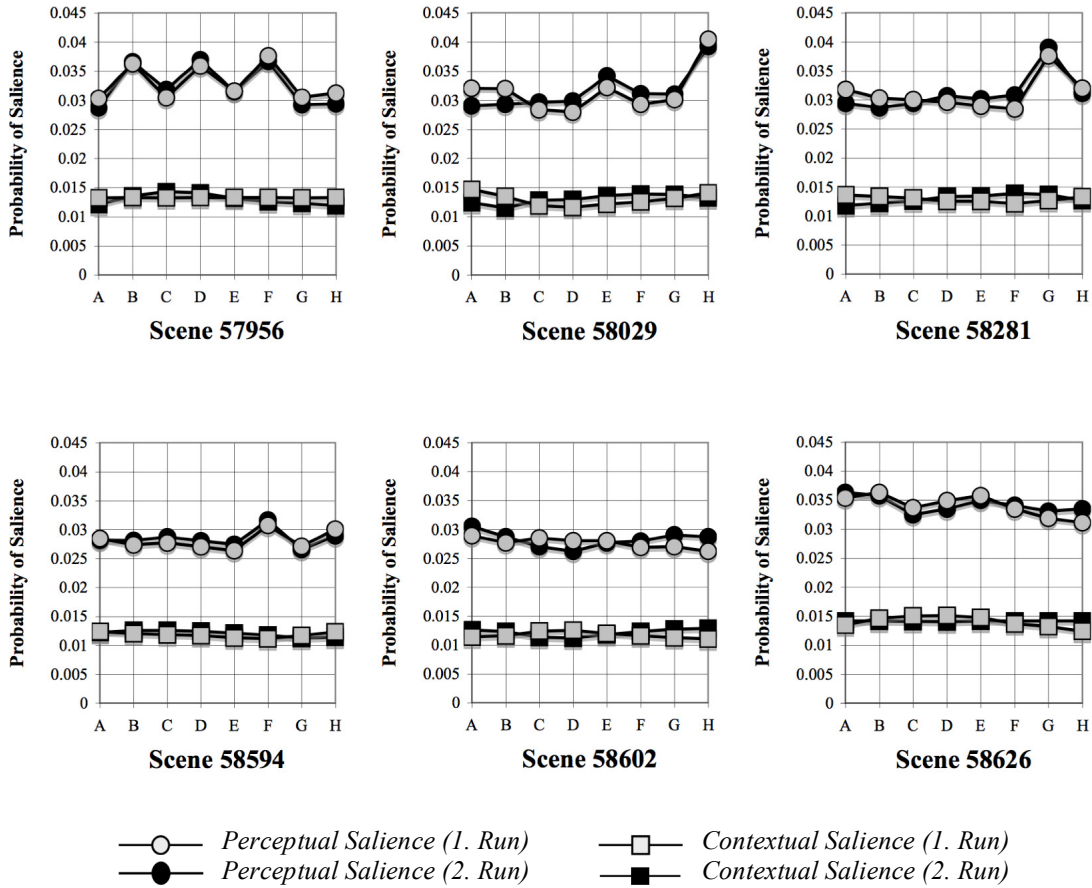 0.045 0.045 0.045
0.04 0.04 0.04
0.035 0.035 0.035
0.03 0.03 0.03
0.025 0.025 0.025
0.02 0.02 0.02
0.015 0.015 0.015
0.01 0.01 0.01
0.005 0.005 0.005
0 0 0
Probability of Salience Probability of Salience Probability of Salience
A B C D E F G H A B C D E F G H A B C D E F G H
Scene 57956 Scene 58029 Scene 58281
0.045 0.045 0.045
0.04 0.04 0.04
0.035 0.035 0.035
0.03 0.03 0.03
0.025 0.025 0.025
0.02 0.02 0.02
0.015 0.015 0.015
0.01 0.01 0.01
0.005 0.005 0.005
0 0 0
Probability of Salience Probability of Salience Probability of Salience
A B C D E F G H A B C D E F G H A B C D E F G H
Scene 58594 Scene 58602 Scene 58626
Perceptual Salience (1. Run) Contextual Salience (1. Run)
Perceptual Salience (2. Run) Contextual Salience (2. Run)